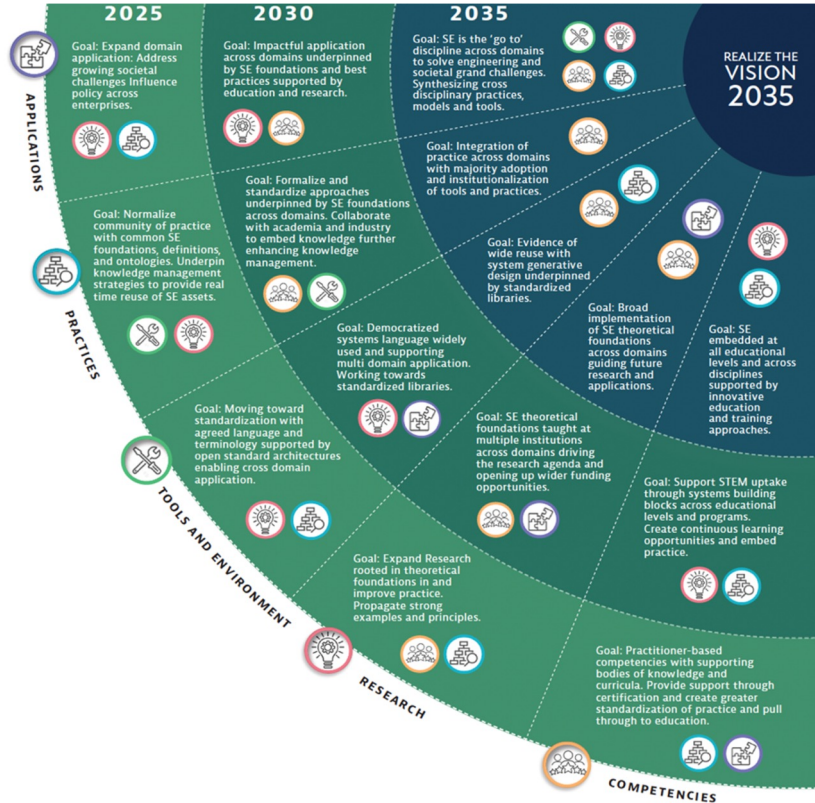 2025
2030
2035
REALIZE THE
VISION
2035
APPLICATIONS
Goal: Expand domain
application: Address
growing societal
challenges Influence
policy across
enterprises.
Goal: Impactful application
across domains underpinned
by SE foundations and best
practices supported by
education and research.
Goal: SE is the ‘go to’
discipline across domains
to solve engineering and
societal grand challenges.
Synthesizing cross
disciplinary practices,
models and tools.
PRACTICES
Goal: Normalize
community of practice
with common SE
foundations, definitions,
and ontologies. Underpin
knowledge management
strategies to provide real
time reuse of SE assets.
Goal: Formalize and
standardize approaches
underpinned by SE foundations
across domains. Collaborate
with academia and industry
to embed knowledge further
enhancing knowledge
management.
Goal: Integration of
practice across domains
with majority adoption
and institutionalization
of tools and practices.
TOOLS AND ENVIRONMENT
Goal: Moving toward
standardization with
agreed language and
terminology supported by
open standard architectures
enabling cross domain
application.
Goal: Democratized
systems language widely
used and supporting
multi domain application.
Working towards
standardized libraries.
Goal: Evidence of
wide reuse with
system generative
design underpinned
by standardized
libraries.
RESEARCH
Goal: Expand Research
rooted in theoretical
foundations in and
improve practice.
Propagate strong
examples and principles.
Goal: SE theoretical
foundations taught at
multiple institutions
across domains driving
the research agenda and
opening up wider funding
opportunities.
Goal: Broad
implementation
of SE theoretical
foundations
across domains
guiding future
research and
applications.
COMPETENCIES
Goal: Practitioner-based
competencies with supporting
bodies of knowledge and
curricula. Provide support through
certification and create greater
standardization of practice and pull
through to education.
Goal: Support STEM uptake
through systems building
blocks across educational
levels and programs.
Create continuous learning
opportunities and embed
practice.
Goal: SE
embedded at
all educational
levels and across
disciplines
supported by
innovative
education
and training
approaches.